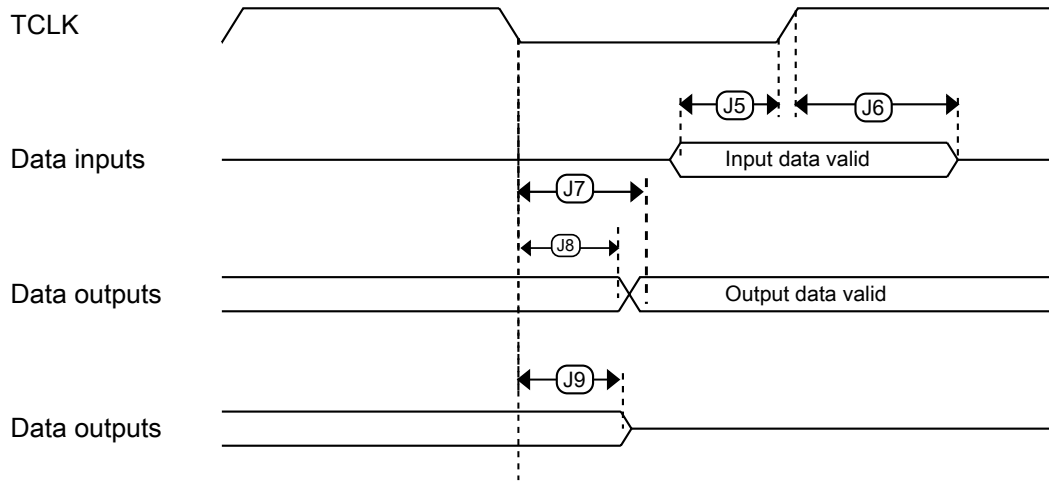 TCLK
J5
J6
Data inputs
Input data valid
J7
J8
Data outputs
Output data valid
J9
Data outputs